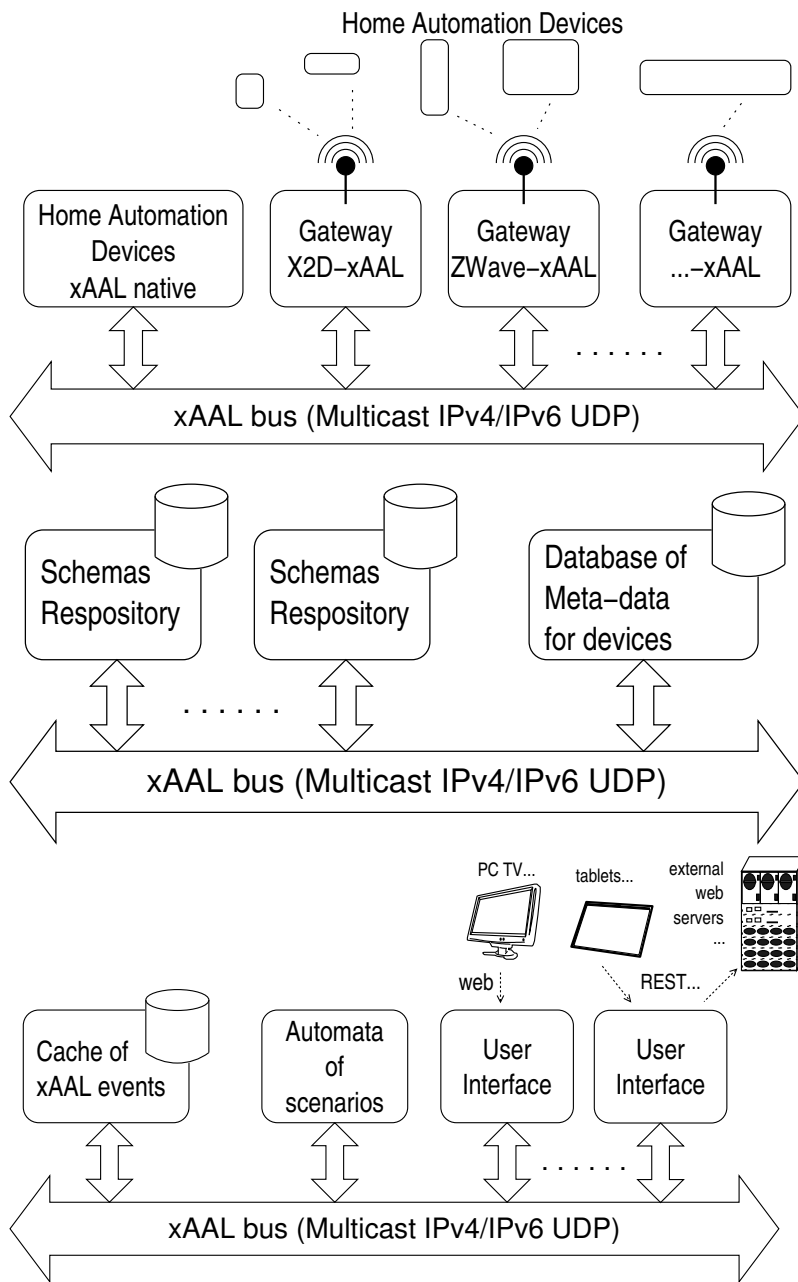 Home Automation Devices
Home Automation
Devices
xAAL native
Gateway
X2D−xAAL
Gateway
ZWave−xAAL
Gateway
...−xAAL
. . . . . .
xAAL bus (Multicast IPv4/IPv6 UDP)
Schemas
Respository
Schemas
Respository
Database of
Meta−data
for devices
. . . . . .
xAAL bus (Multicast IPv4/IPv6 UDP)
PC TV...
tablets...
external
web
servers
...
web
REST...
Cache of
xAAL events
Automata
of
scenarios
User
Interface
User
Interface
. . . . . .
xAAL bus (Multicast IPv4/IPv6 UDP)